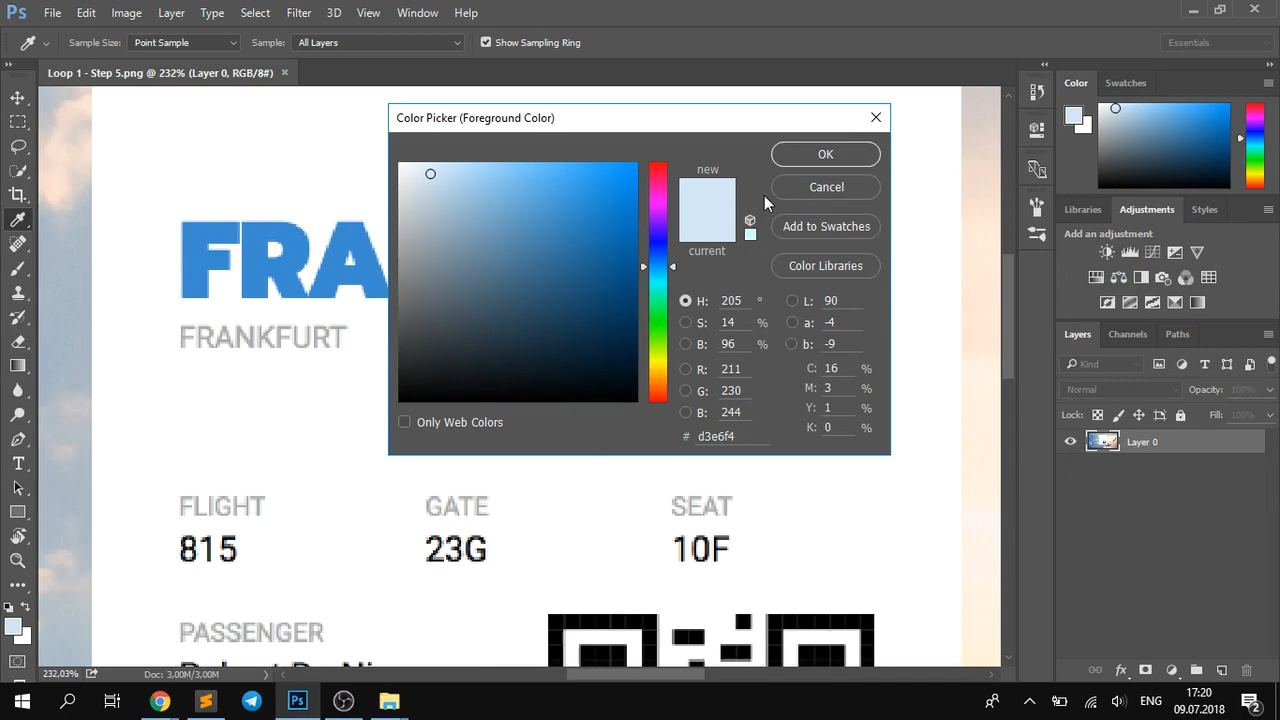 Ps File Edit Image Layer Type Select Filter 3D View Window Help
Sample Size: Point Sample Sample: All Layers Show Sampling Ring Essentials
Loop 1 - Step 5.png @ 232% (Layer 0, RGB/8#)
Color Swatches
Color Picker (Foreground Color)
new
current
OK
Cancel
Add to Swatches
Color Libraries
H: 205 ° L: 90
S: 14 % a: -4
B: 96 % b: -9
R: 211 C: 16 %
G: 230 M: 3 %
B: 244 Y: 1 %
# d3e6f4 K: 0 %
Only Web Colors
Libraries Adjustments Styles
Add an adjustment
Layers Channels Paths
Kind
Normal Opacity: 100%
Lock: Fill: 100%
Layer 0
FRA
FRANKFURT
FLIGHT GATE SEAT
815 23G 10F
PASSENGER
232,03% Doc: 3,00M/3,00M
Ps ENG 17:20
09.07.2018 2